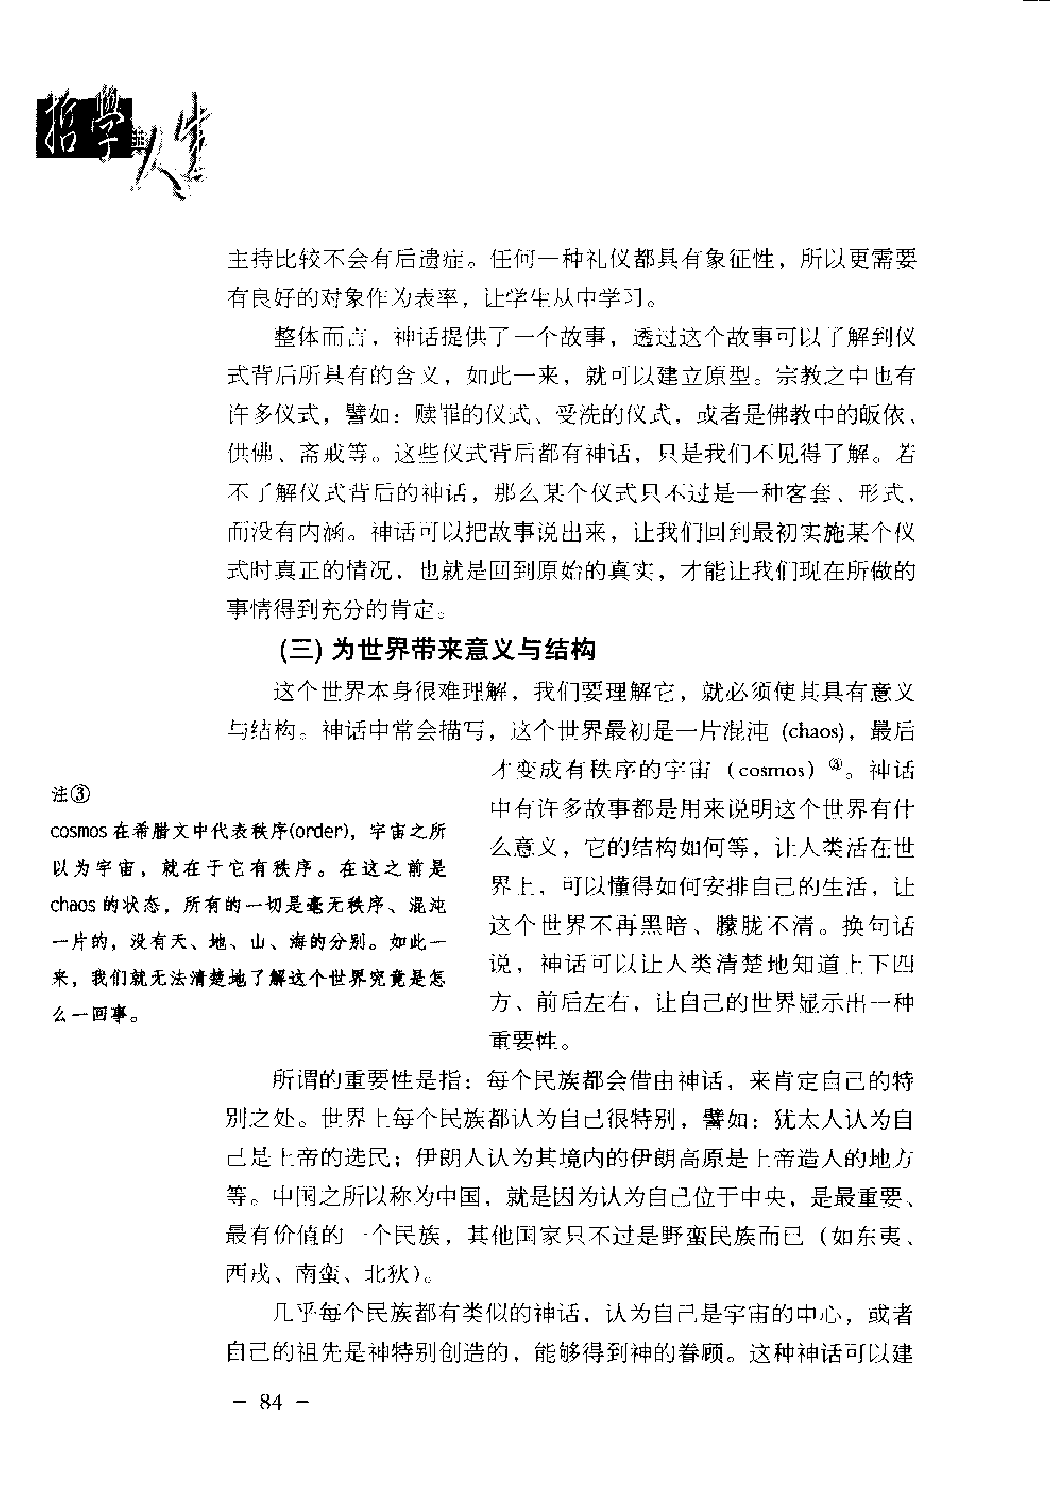 哲學與人生
主持比较不会有后遗症。任何一种礼仪都具有象征性，所以更需要
有良好的对象作为表率，让学生从中学习。
整体而言，神话提供了一个故事，透过这个故事可以了解到仪
式背后所具有的含义，如此一来，就可以建立原型。宗教之中也有
许多仪式，譬如：赎罪的仪式、受洗的仪式，或者是佛教中的皈依、
供佛、斋戒等。这些仪式背后都有神话，只是我们不见得了解。若
不了解仪式背后的神话，那么某个仪式只不过是一种客套、形式，
而没有内涵。神话可以把故事说出来，让我们回到最初实施某个仪
式时真正的情况，也就是回到原始的真实，才能让我们现在所做的
事情得到充分的肯定。
(三) 为世界带来意义与结构
这个世界本身很难理解，我们要理解它，就必须使其具有意义
与结构。神话中常会描写，这个世界最初是一片混沌 (chaos)，最后
才变成有秩序的宇宙（cosmos）③。神话
中有许多故事都是用来说明这个世界有什
么意义，它的结构如何等，让人类活在世
界上，可以懂得如何安排自己的生活，让
这个世界不再黑暗、朦胧不清。换句话
说，神话可以让人类清楚地知道上下四
方、前后左右，让自己的世界显示出一种
重要性。
注③
cosmos 在希腊文中代表秩序(order)，宇宙之所
以为宇宙，就在于它有秩序。在这之前是
chaos 的状态，所有的一切是毫无秩序、混沌
一片的，没有天、地、山、海的分别。如此一
来，我们就无法清楚地了解这个世界究竟是怎
么一回事。
所谓的重要性是指：每个民族都会借由神话，来肯定自己的特
别之处。世界上每个民族都认为自己很特别，譬如：犹太人认为自
己是上帝的选民；伊朗人认为其境内的伊朗高原是上帝造人的地方
等。中国之所以称为中国，就是因为认为自己位于中央，是最重要、
最有价值的一个民族，其他国家只不过是野蛮民族而已（如东夷、
西戎、南蛮、北狄）。
几乎每个民族都有类似的神话，认为自己是宇宙的中心，或者
自己的祖先是神特别创造的，能够得到神的眷顾。这种神话可以建
- 84 -